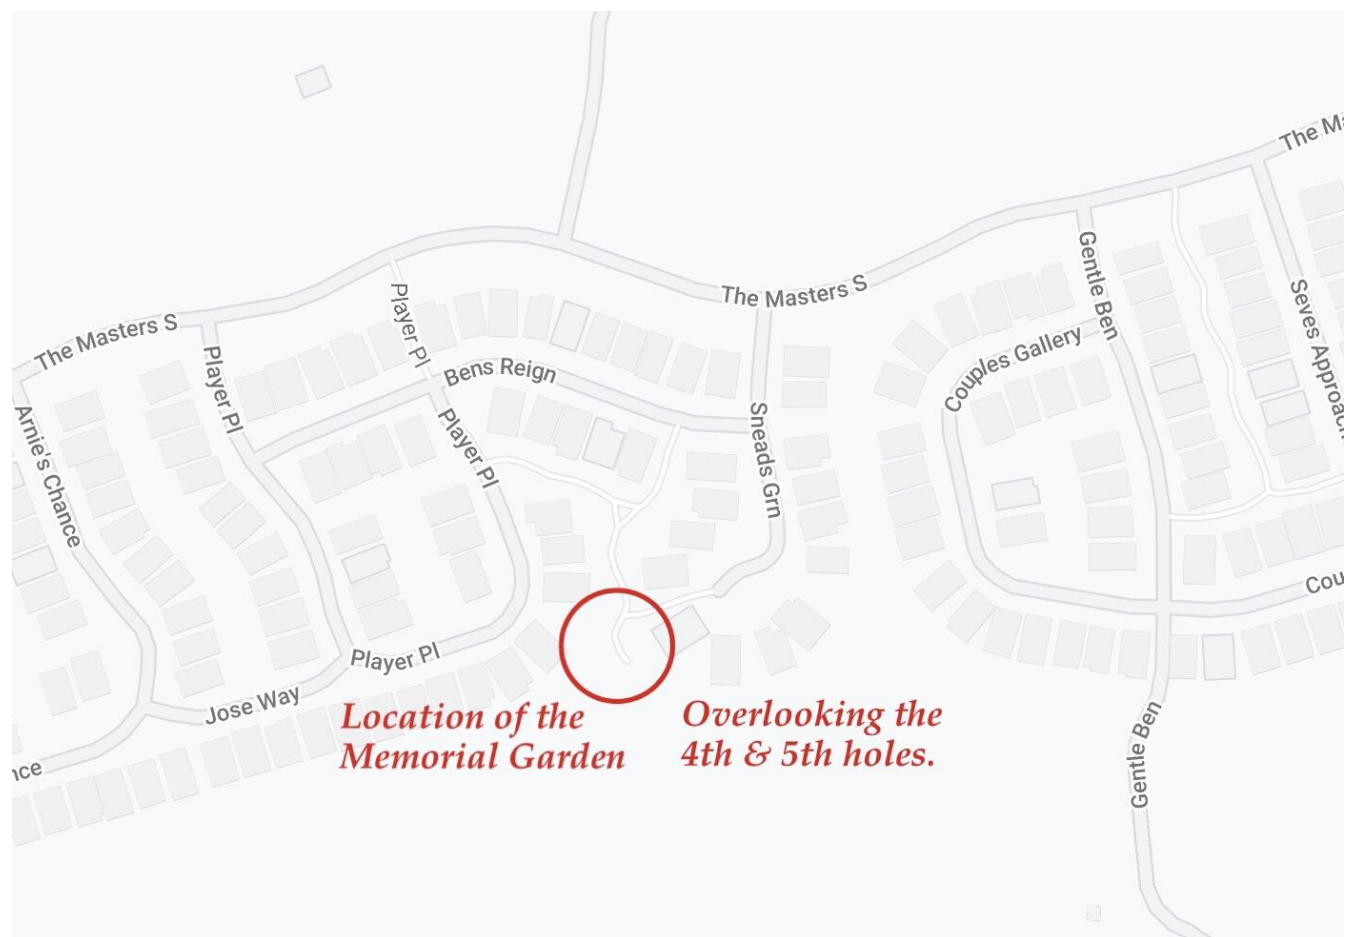 The Ma
The Masters S
The Masters S
Player Pl
Gentle Ben
Seves Approach
Player Pl
Bens Reign
Couples Gallery
Arnie's Chance
Player Pl
Sneads Grn
Cou
Player Pl
Jose Way
nce
Gentle Ben
Location of the
Memorial Garden
Overlooking the
4th & 5th holes.